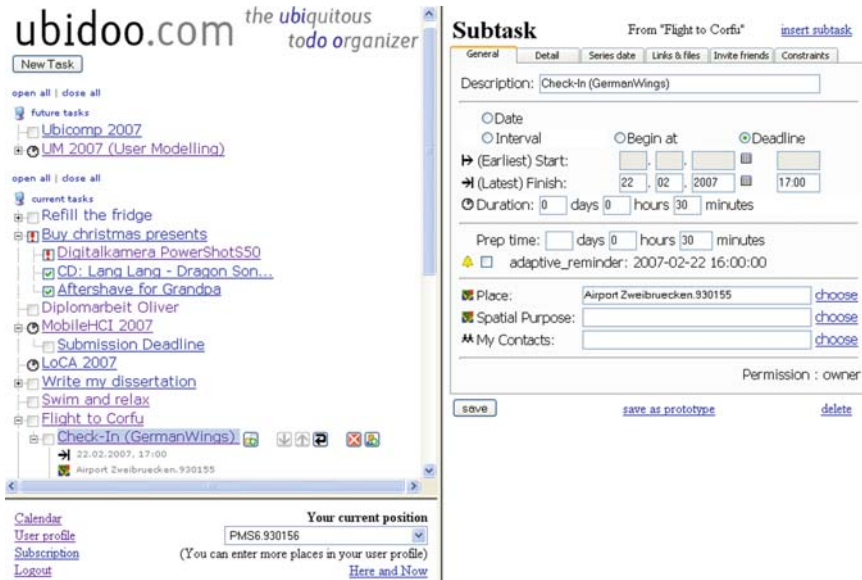 ubidoo.com the ubiquitous
todo organizer
New Task
open all | close all
future tasks
Ubicomp 2007
UM 2007 (User Modelling)
open all | close all
current tasks
Refill the fridge
Buy christmas presents
Digitalkamera PowerShotS50
CD: Lang Lang - Dragon Son...
Aftershave for Grandpa
Diplomarbeit Oliver
MobileHCI 2007
Submission Deadline
LoCA 2007
Write my dissertation
Swim and relax
Flight to Corfu
Check-In (GermanWings)
22.02.2007, 17:00
Airport Zweibruecken.930155
Calendar
User profile
Subscription
Logout
Your current position
PMS6.930156
(You can enter more places in your user profile)
Here and Now
Subtask From "Flight to Corfu" insert subtask
General Detail Series date Links & files Invite friends Constraints
Description: Check-In (GermanWings)
Date
Interval Begin at Deadline
(Earliest) Start: . .
(Latest) Finish: 22 . 02 . 2007 17:00
Duration: 0 days 0 hours 30 minutes
Prep time: days 0 hours 30 minutes
adaptive_reminder: 2007-02-22 16:00:00
Place: Airport Zweibruecken.930155 choose
Spatial Purpose: choose
My Contacts: choose
Permission : owner
save save as prototype delete